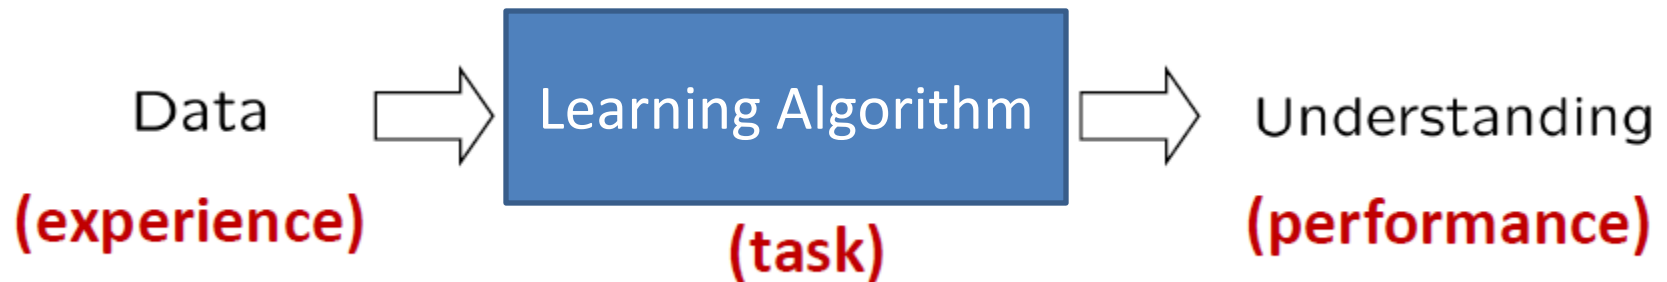 Data
Learning Algorithm
Understanding
(experience)
(task)
(performance)